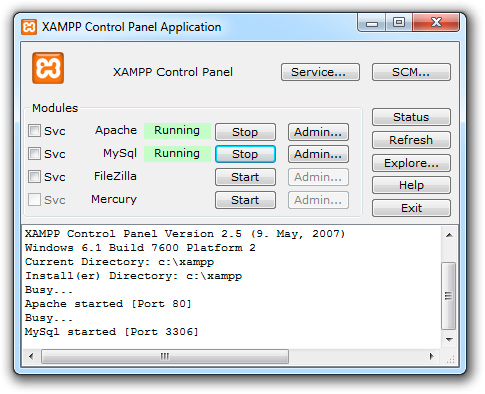 XAMPP Control Panel Application
XAMPP Control Panel Service... SCM...
Modules
Svc Apache Running Stop Admin...
Svc MySql Running Stop Admin...
Svc FileZilla Start Admin...
Svc Mercury Start Admin...
Status
Refresh
Explore...
Help
Exit
XAMPP Control Panel Version 2.5 (9. May, 2007)
Windows 6.1 Build 7600 Platform 2
Current Directory: c:\xampp
Install(er) Directory: c:\xampp
Busy...
Apache started [Port 80]
Busy...
MySql started [Port 3306]